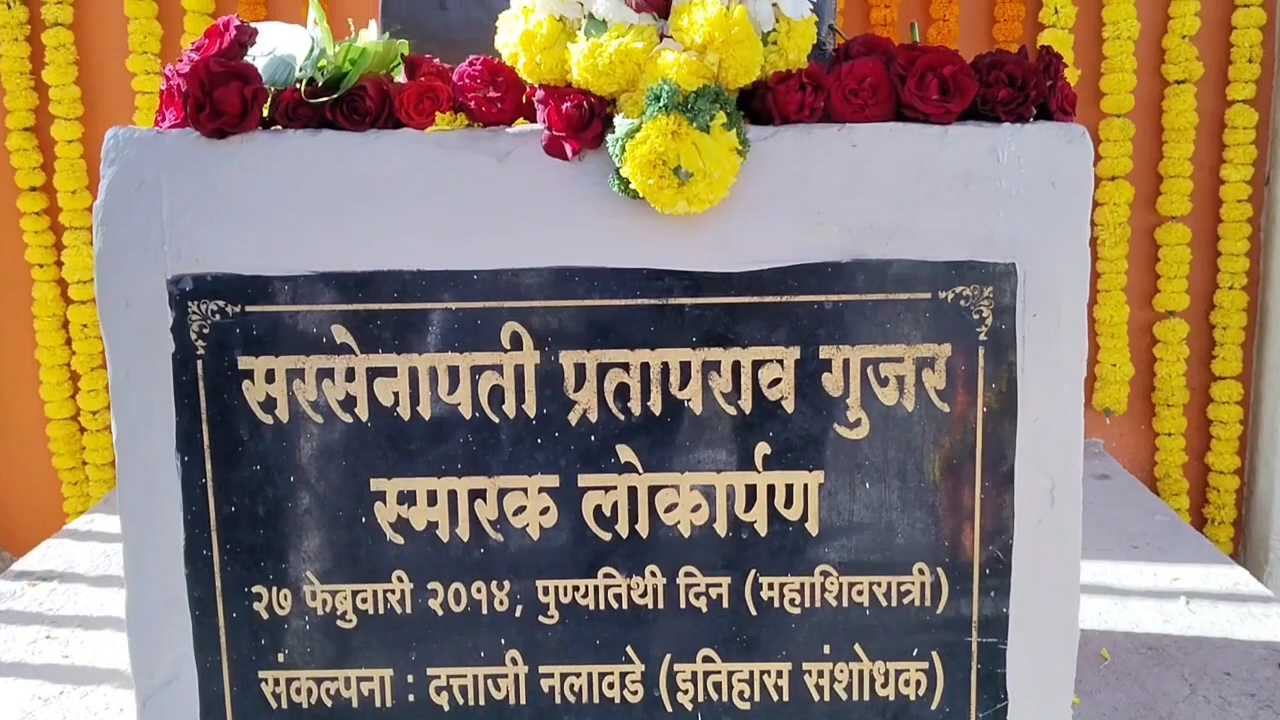 सरसेनापती प्रतापराव गुजर
स्मारक लोकार्पण
२७ फेब्रुवारी २०१४, पुण्यतिथी दिन (महाशिवरात्री)
संकल्पना : दत्ताजी नलावडे (इतिहास संशोधक)